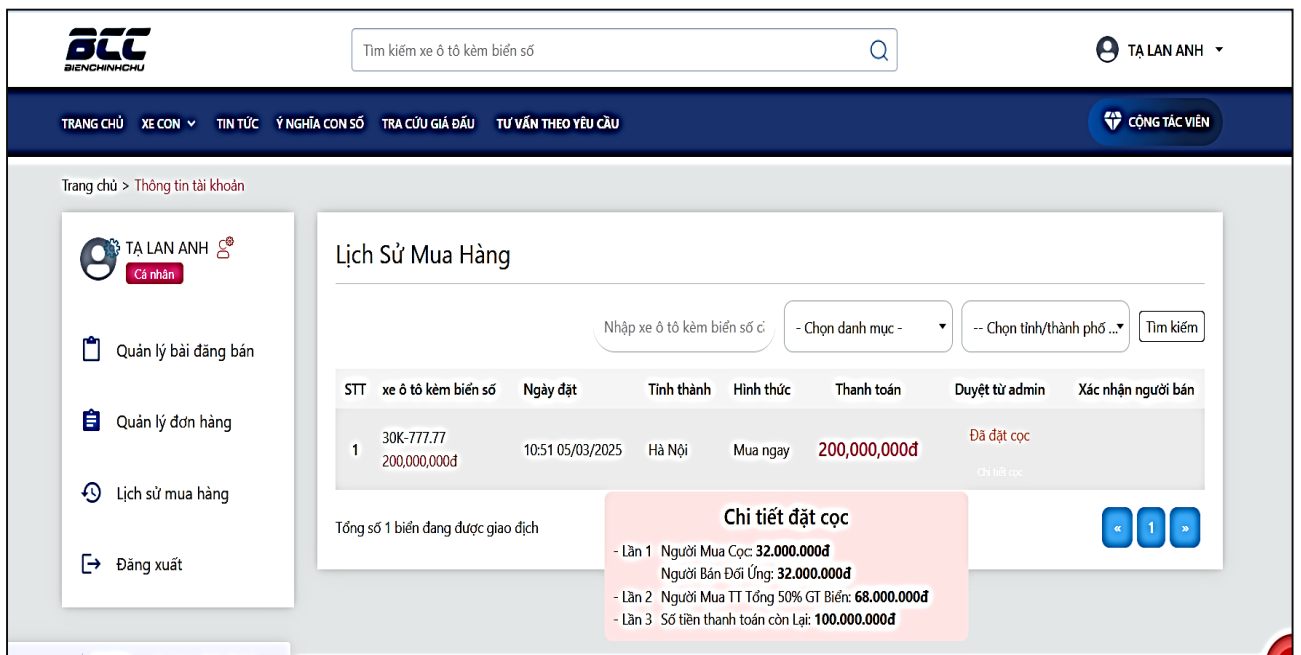 BCC
BIENCHINHCHU
Tìm kiếm xe ô tô kèm biển số
TẠ LAN ANH
TRANG CHỦ XE CON TIN TỨC Ý NGHĨA CON SỐ TRA CỨU GIÁ ĐẤU TƯ VẤN THEO YÊU CẦU
CỘNG TÁC VIÊN
Trang chủ > Thông tin tài khoản
TẠ LAN ANH
Cá nhân
Quản lý bài đăng bán
Quản lý đơn hàng
Lịch sử mua hàng
Đăng xuất
Lịch Sử Mua Hàng
Nhập xe ô tô kèm biển số c - Chọn danh mục - -- Chọn tỉnh/thành phố ... Tìm kiếm
STT xe ô tô kèm biển số Ngày đặt Tỉnh thành Hình thức Thanh toán Duyệt từ admin Xác nhận người bán
1 30K-777.77 10:51 05/03/2025 Hà Nội Mua ngay 200,000,000đ Đã đặt cọc
200,000,000đ
Chi tiết cọc
Tổng số 1 biển đang được giao dịch
« 1 »
Chi tiết đặt cọc
- Lần 1 Người Mua Cọc: 32.000.000đ
Người Bán Đối Ứng: 32.000.000đ
- Lần 2 Người Mua TT Tổng 50% GT Biển: 68.000.000đ
- Lần 3 Số tiền thanh toán còn Lại: 100.000.000đ